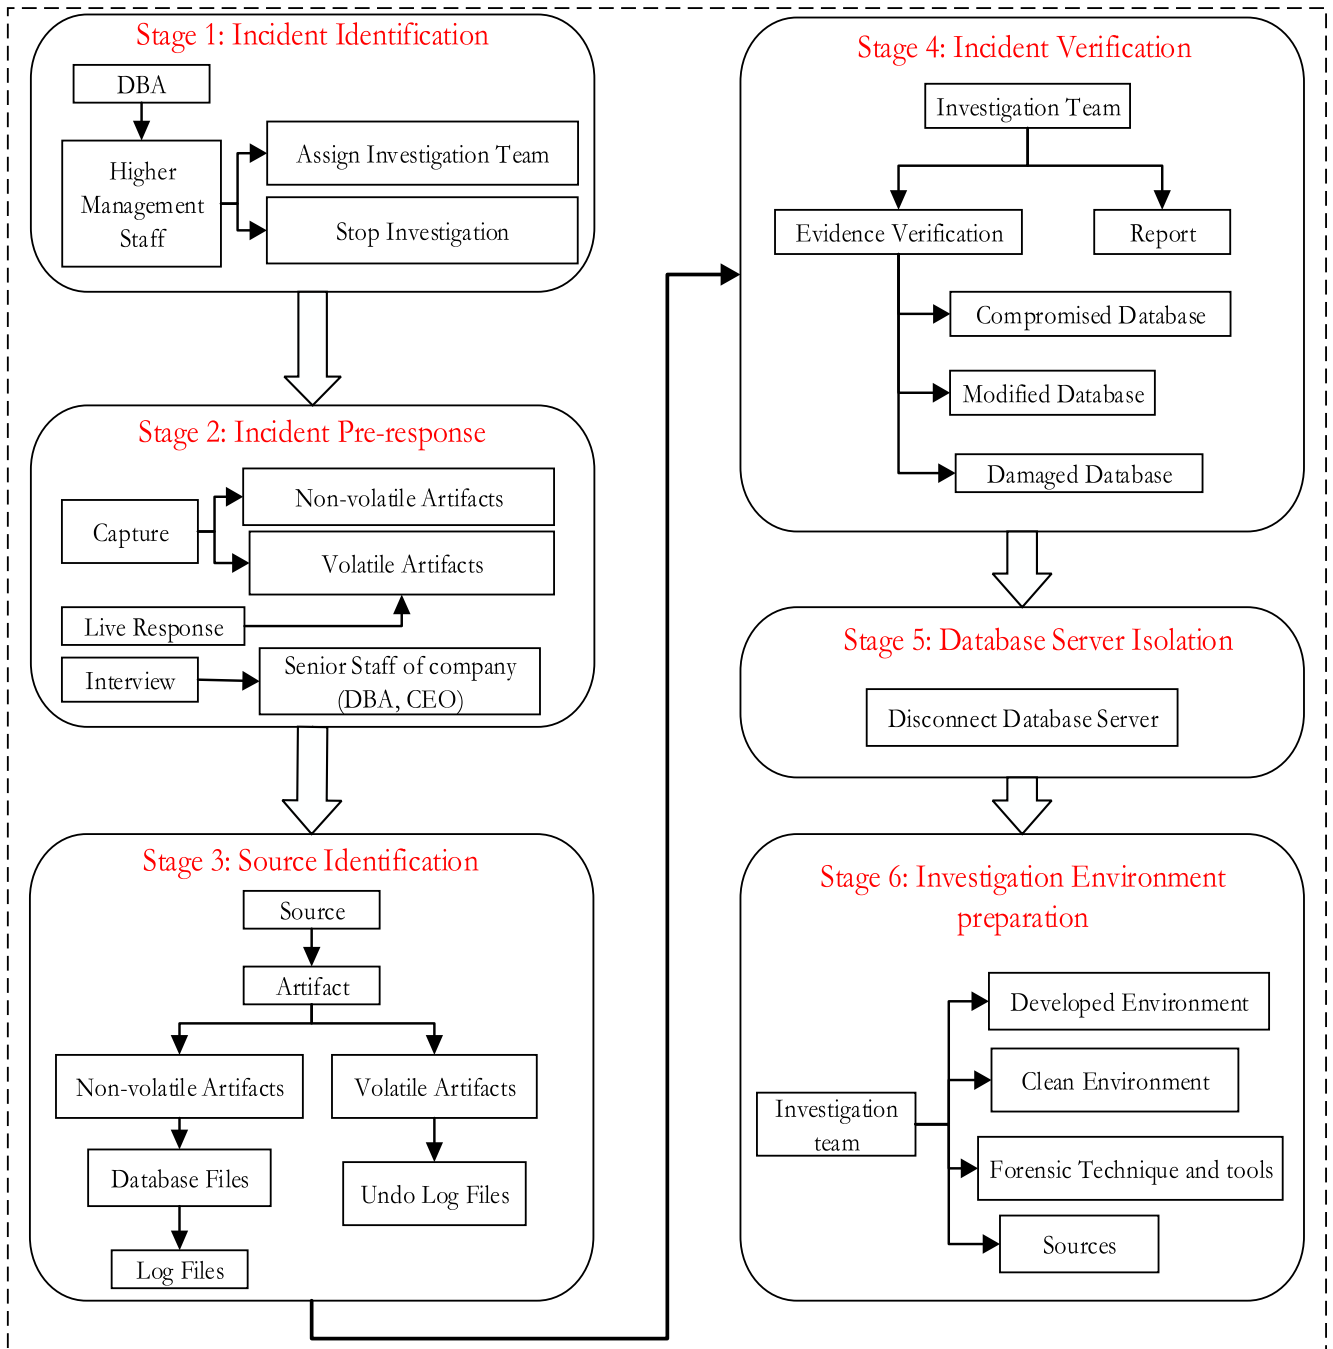 Stage 1: Incident Identification
DBA
Higher
Management
Staff
Assign Investigation Team
Stop Investigation
Stage 2: Incident Pre-response
Capture
Non-volatile Artifacts
Volatile Artifacts
Live Response
Interview
Senior Staff of company
(DBA, CEO)
Stage 3: Source Identification
Source
Artifact
Non-volatile Artifacts
Volatile Artifacts
Database Files
Undo Log Files
Log Files
Stage 4: Incident Verification
Investigation Team
Evidence Verification
Report
Compromised Database
Modified Database
Damaged Database
Stage 5: Database Server Isolation
Disconnect Database Server
Stage 6: Investigation Environment
preparation
Investigation
team
Developed Environment
Clean Environment
Forensic Technique and tools
Sources